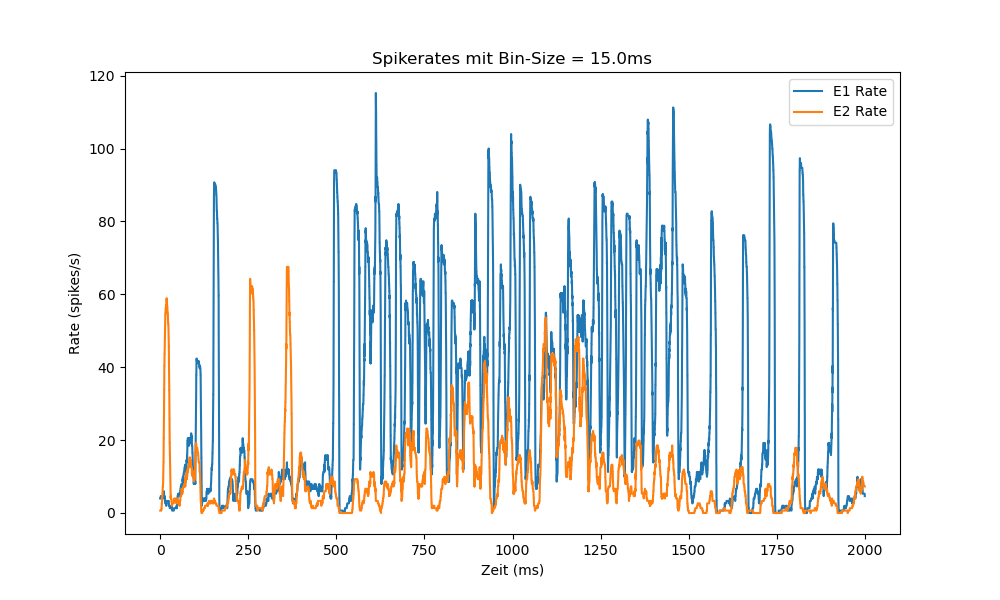 Spikerates mit Bin-Size = 15.0ms
120
100
80
60
40
20
0
Rate (spikes/s)
E1 Rate
E2 Rate
0 250 500 750 1000 1250 1500 1750 2000
Zeit (ms)